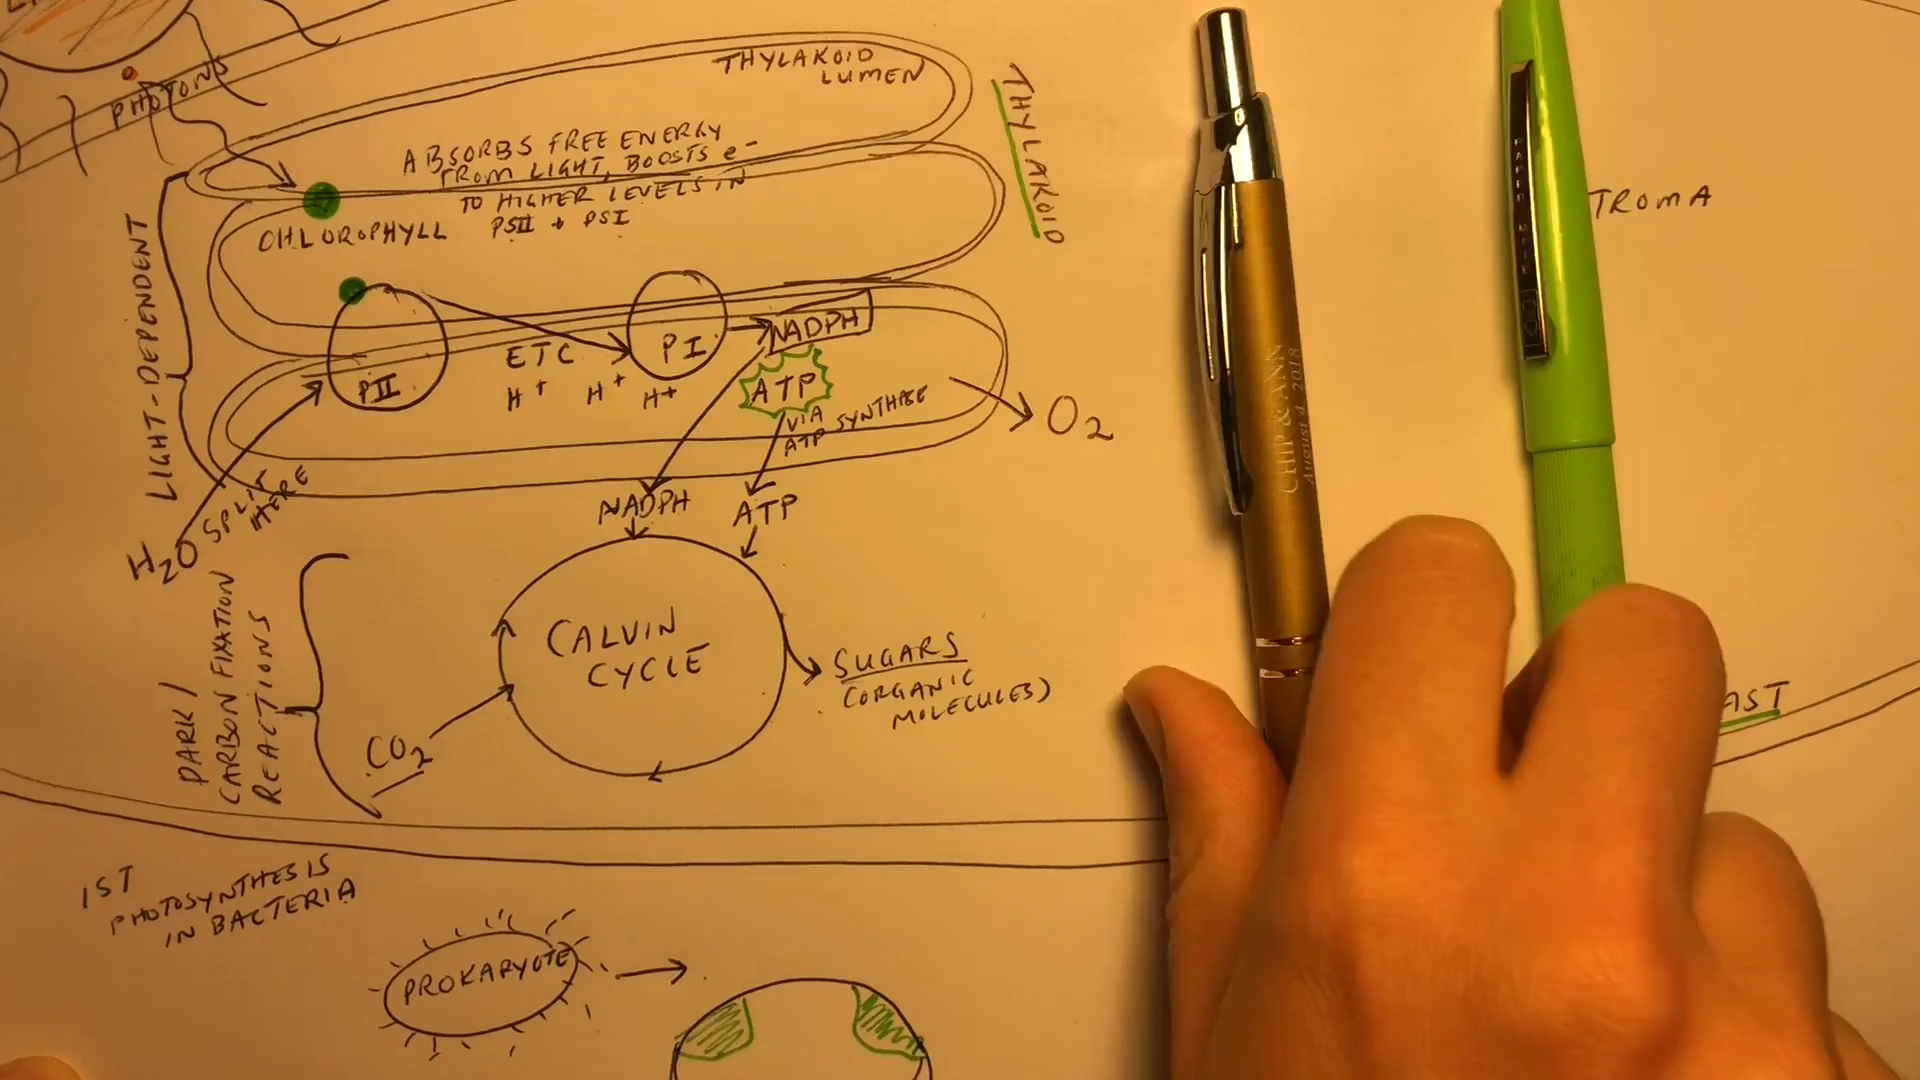 PHOTONS
THYLAKOID
LUMEN
THYLAKOID
ABSORBS FREE ENERGY
FROM LIGHT, BOOSTS e-
TO HIGHER LEVELS IN
PSII + PSI
CHLOROPHYLL
LIGHT-DEPENDENT
PII
ETC
H+ H+ H+
PI
NADPH
ATP
VIA
ATP SYNTHASE
O2
H2O
SPLIT
HERE
NADPH
ATP
CALVIN
CYCLE
SUGARS
(ORGANIC
MOLECULES)
CO2
DARK/
CARBON FIXATION
REACTIONS
TROMA
AST
CHIP & ANN
August 4, 2018
1ST
PHOTOSYNTHESIS
IN BACTERIA
PROKARYOTE